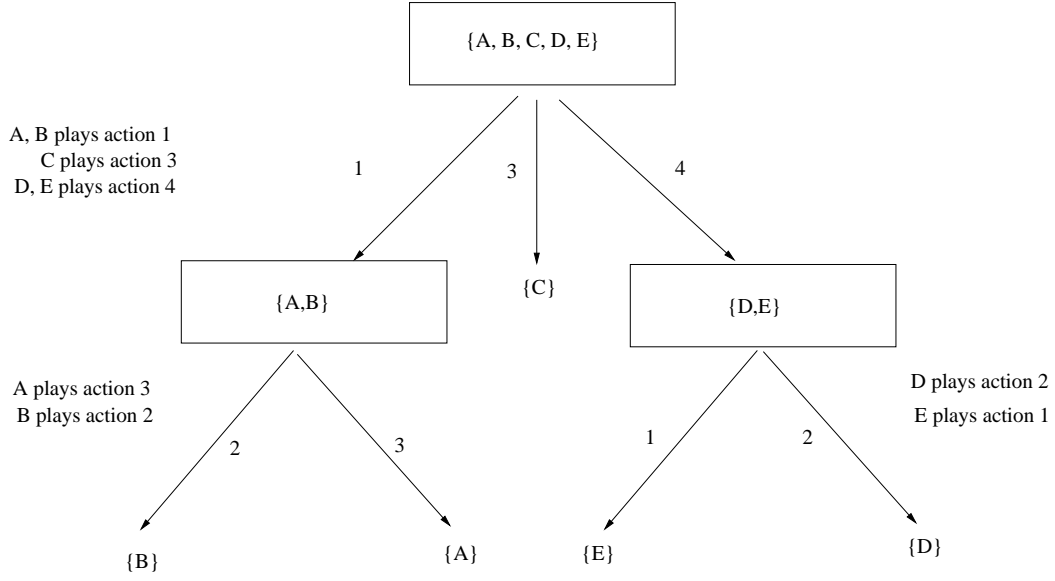 {A, B, C, D, E}
A, B plays action 1
C plays action 3
D, E plays action 4
1
3
4
{A,B}
{C}
{D,E}
A plays action 3
B plays action 2
D plays action 2
E plays action 1
2
3
1
2
{B}
{A}
{E}
{D}